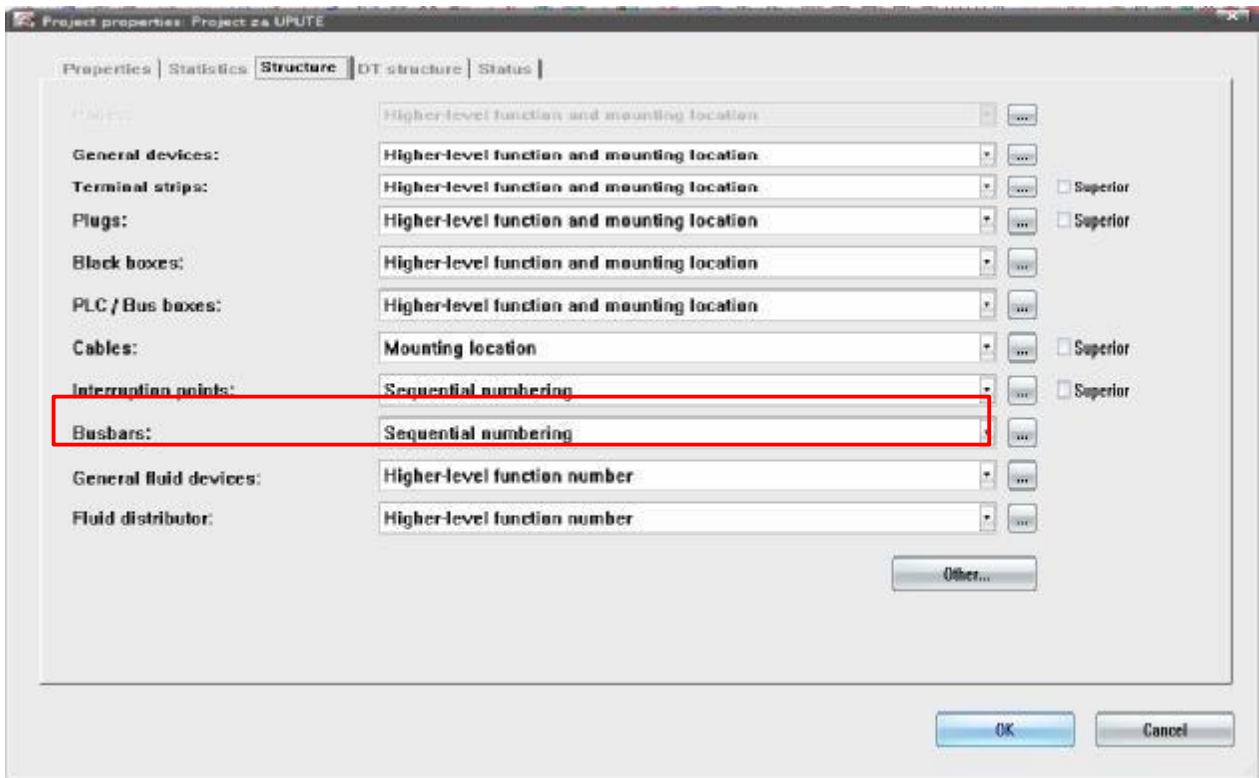 Project properties: Project za UPUTE
Properties Statistics Structure DT structure Status
Higher-level function and mounting location ...
General devices: Higher-level function and mounting location ...
Terminal strips: Higher-level function and mounting location ... Superior
Plugs: Higher-level function and mounting location ... Superior
Black boxes: Higher-level function and mounting location ...
PLC / Bus boxes: Higher-level function and mounting location ...
Cables: Mounting location ... Superior
Interruption points: Sequential numbering ... Superior
Busbars: Sequential numbering ...
General fluid devices: Higher-level function number ...
Fluid distributor: Higher-level function number ...
Other...
OK Cancel